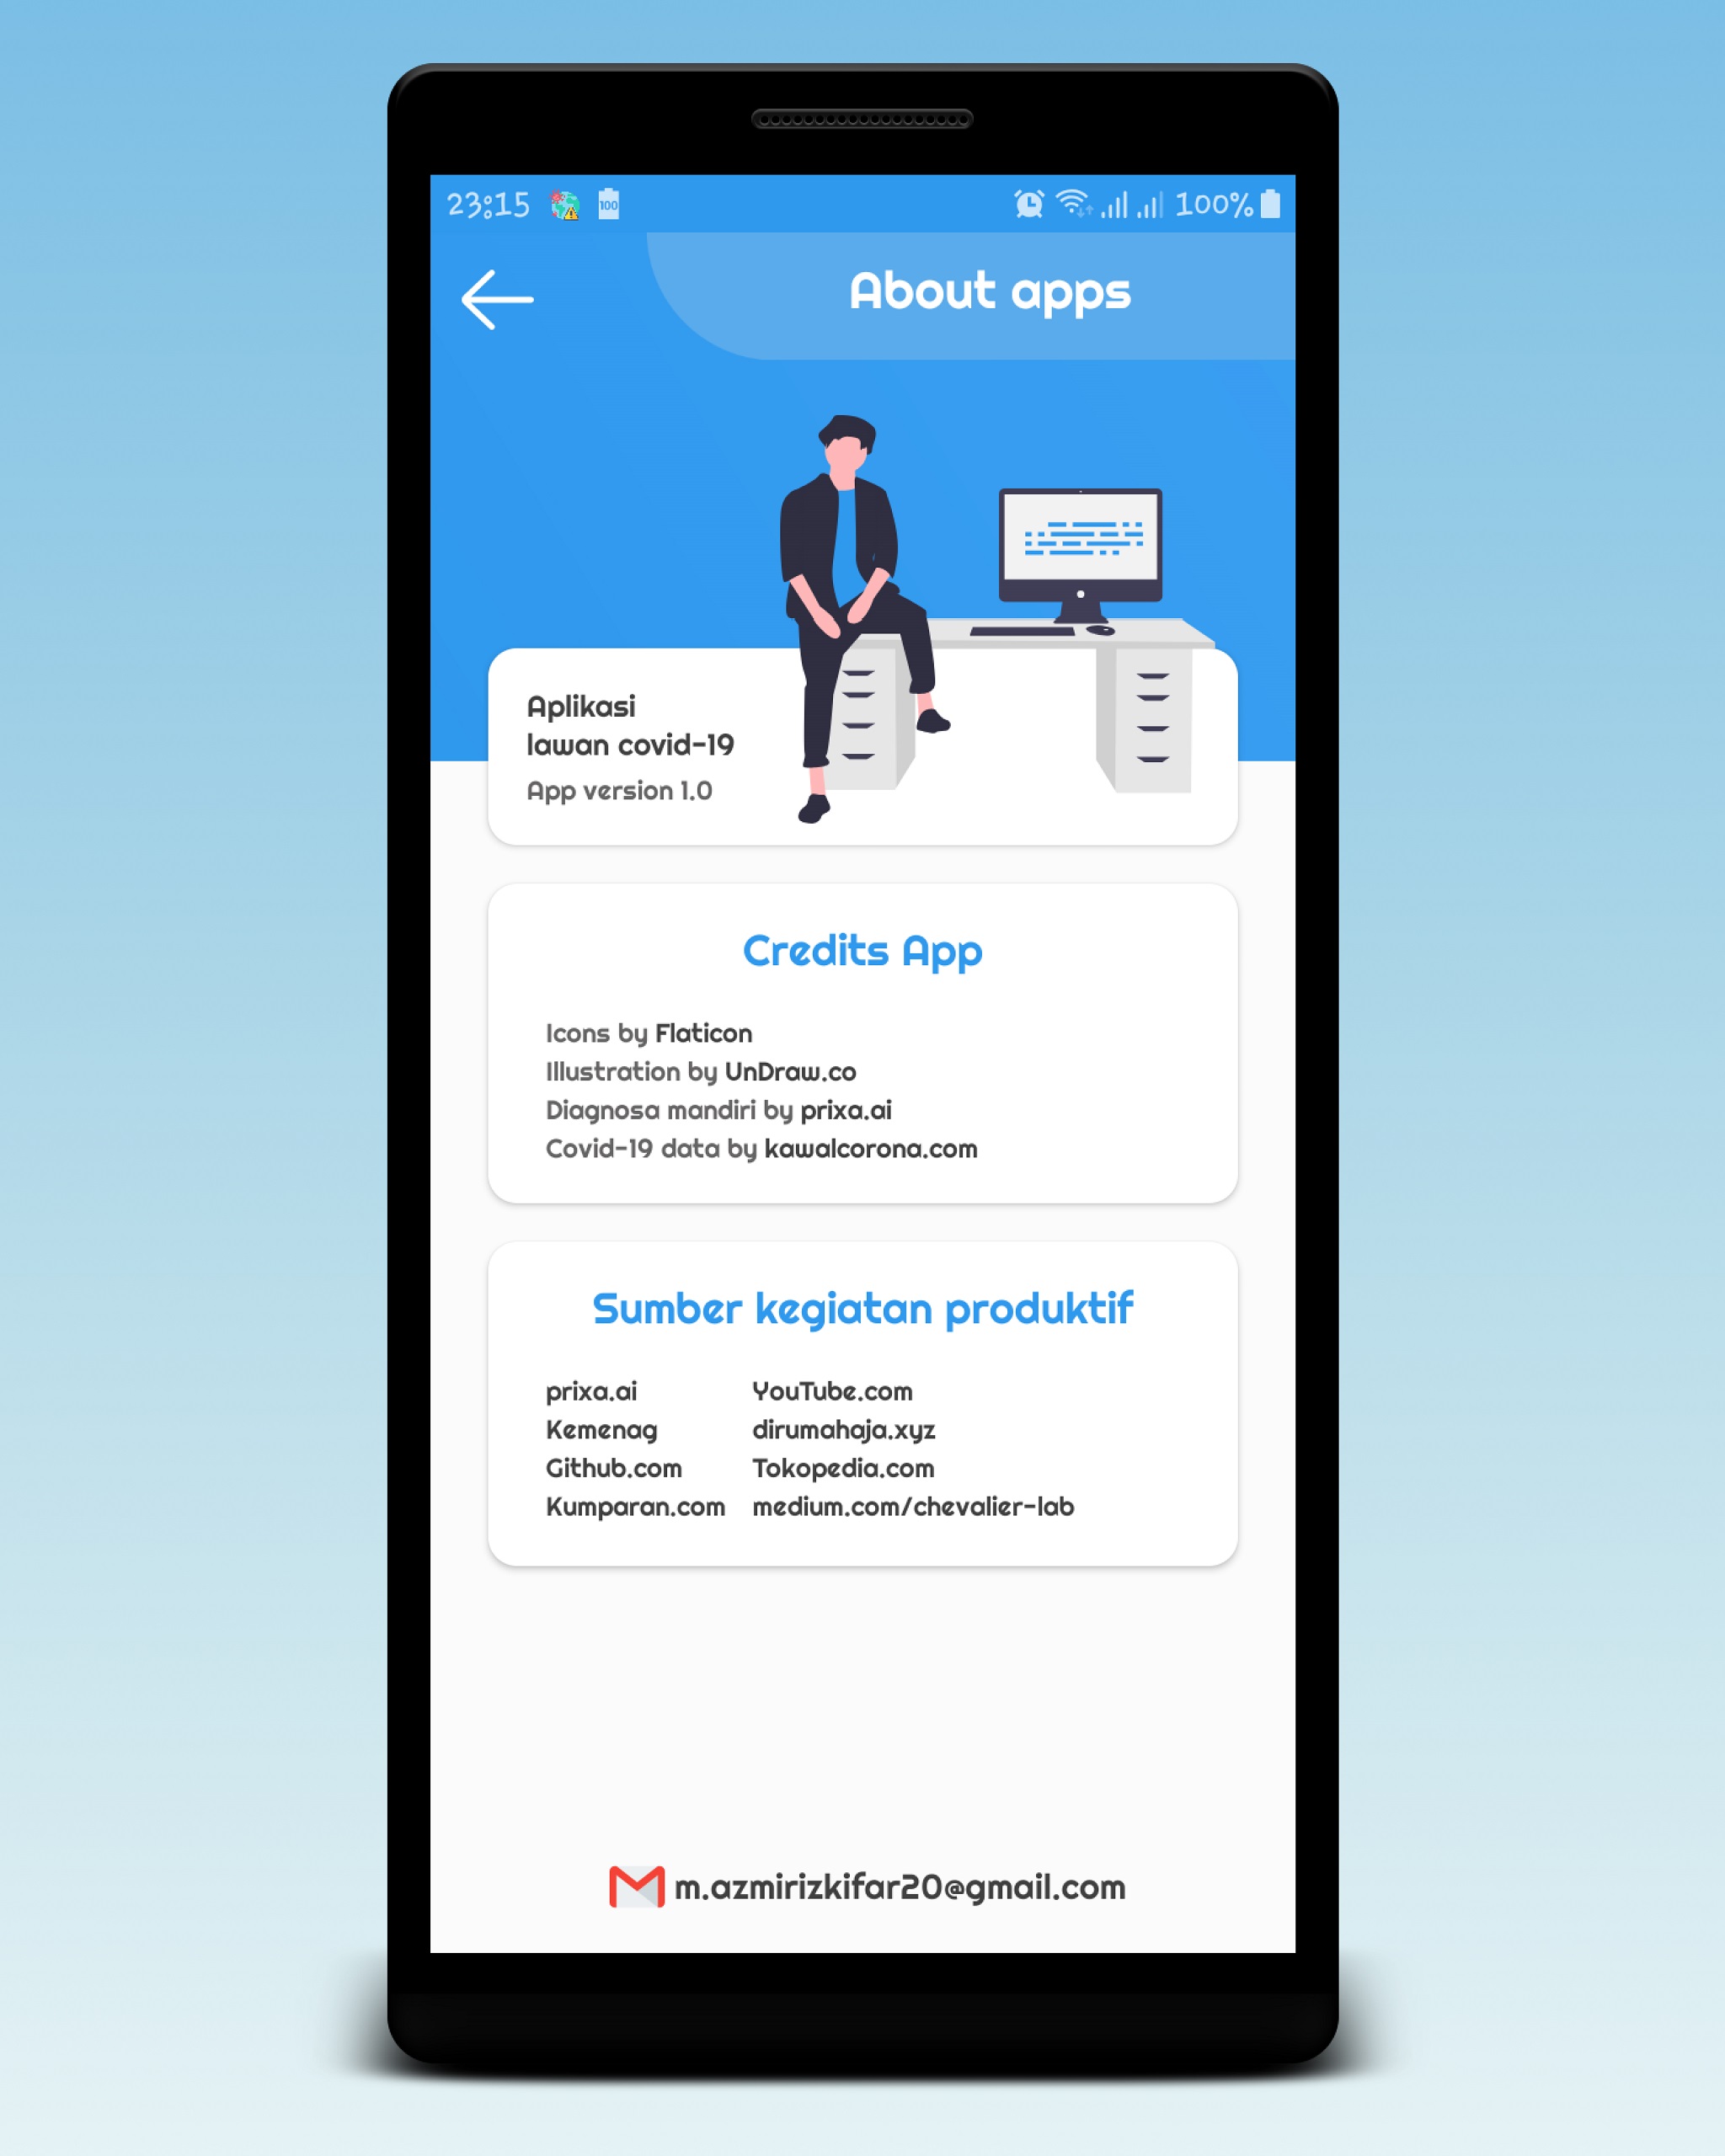 23:15 100 100%
About apps
Aplikasi
lawan covid-19
App version 1.0
Credits App
Icons by Flaticon
Illustration by UnDraw.co
Diagnosa mandiri by prixa.ai
Covid-19 data by kawalcorona.com
Sumber kegiatan produktif
prixa.ai YouTube.com
Kemenag dirumahaja.xyz
Github.com Tokopedia.com
Kumparan.com medium.com/chevalier-lab
m.azmirizkifar20@gmail.com